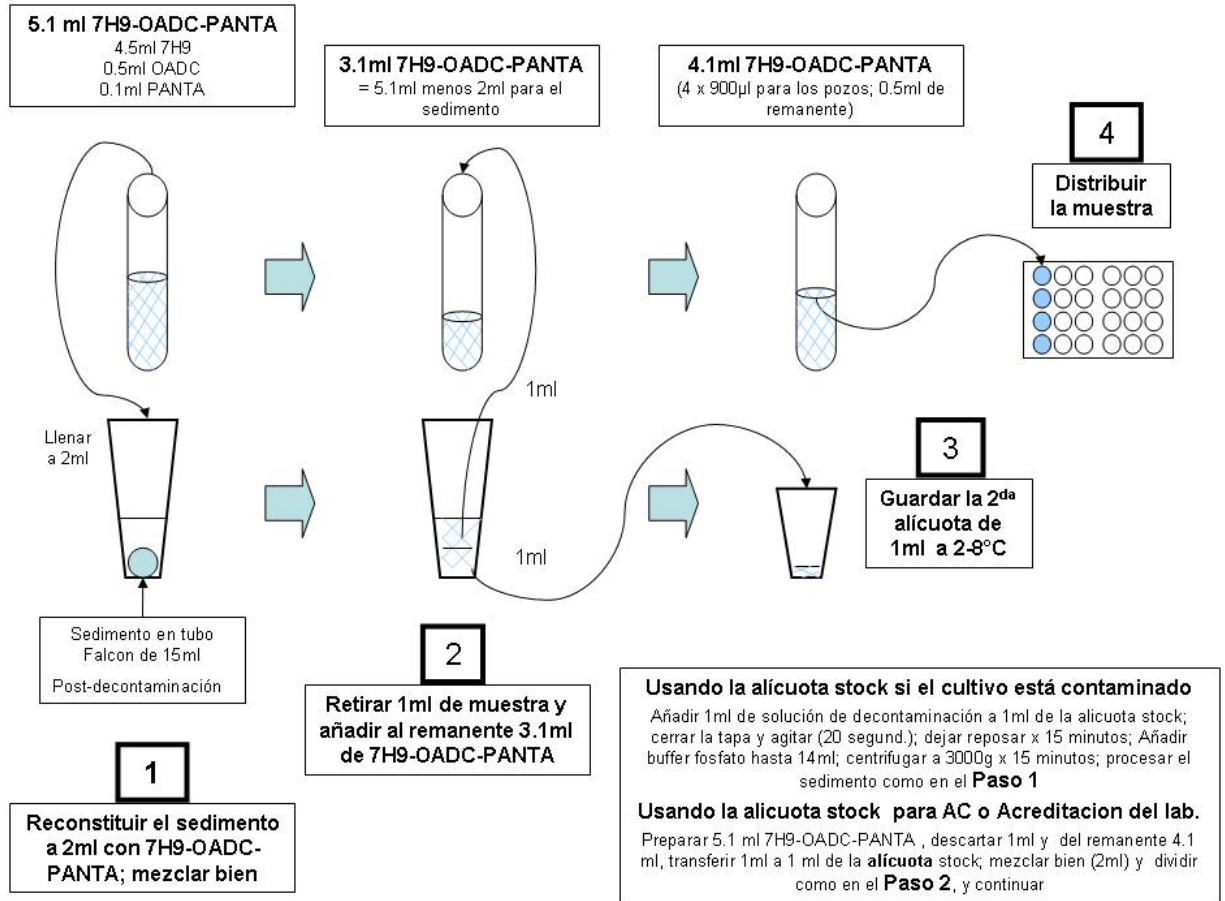 5.1 ml 7H9-OADC-PANTA
4.5ml 7H9
0.5ml OADC
0.1ml PANTA
3.1ml 7H9-OADC-PANTA
= 5.1ml menos 2ml para el
sedimento
4.1ml 7H9-OADC-PANTA
(4 x 900µl para los pozos; 0.5ml de
remanente)
4
Distribuir
la muestra
Llenar
a 2ml
1ml
1ml
3
Guardar la 2da
alícuota de
1ml a 2-8°C
Sedimento en tubo
Falcon de 15ml
Post-decontaminación
1
Reconstituir el sedimento
a 2ml con 7H9-OADC-
PANTA; mezclar bien
2
Retirar 1ml de muestra y
añadir al remanente 3.1ml
de 7H9-OADC-PANTA
Usando la alícuota stock si el cultivo está contaminado
Añadir 1ml de solución de decontaminación a 1ml de la alicuota stock;
cerrar la tapa y agitar (20 segund.); dejar reposar x 15 minutos; Añadir
buffer fosfato hasta 14ml; centrifugar a 3000g x 15 minutos; procesar el
sedimento como en el Paso 1
Usando la alicuota stock para AC o Acreditacion del lab.
Preparar 5.1 ml 7H9-OADC-PANTA , descartar 1ml y del remanente 4.1
ml, transferir 1ml a 1 ml de la alícuota stock; mezclar bien (2ml) y dividir
como en el Paso 2, y continuar